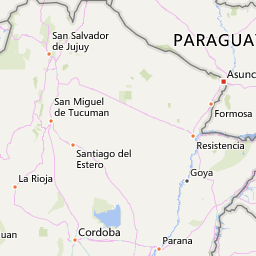 San Salvador
de Jujuy
PARAGUAY
Asunc
San Miguel
de Tucuman
Formosa
Resistencia
Santiago del
Estero
La Rioja
Goya
uan
Cordoba
Parana